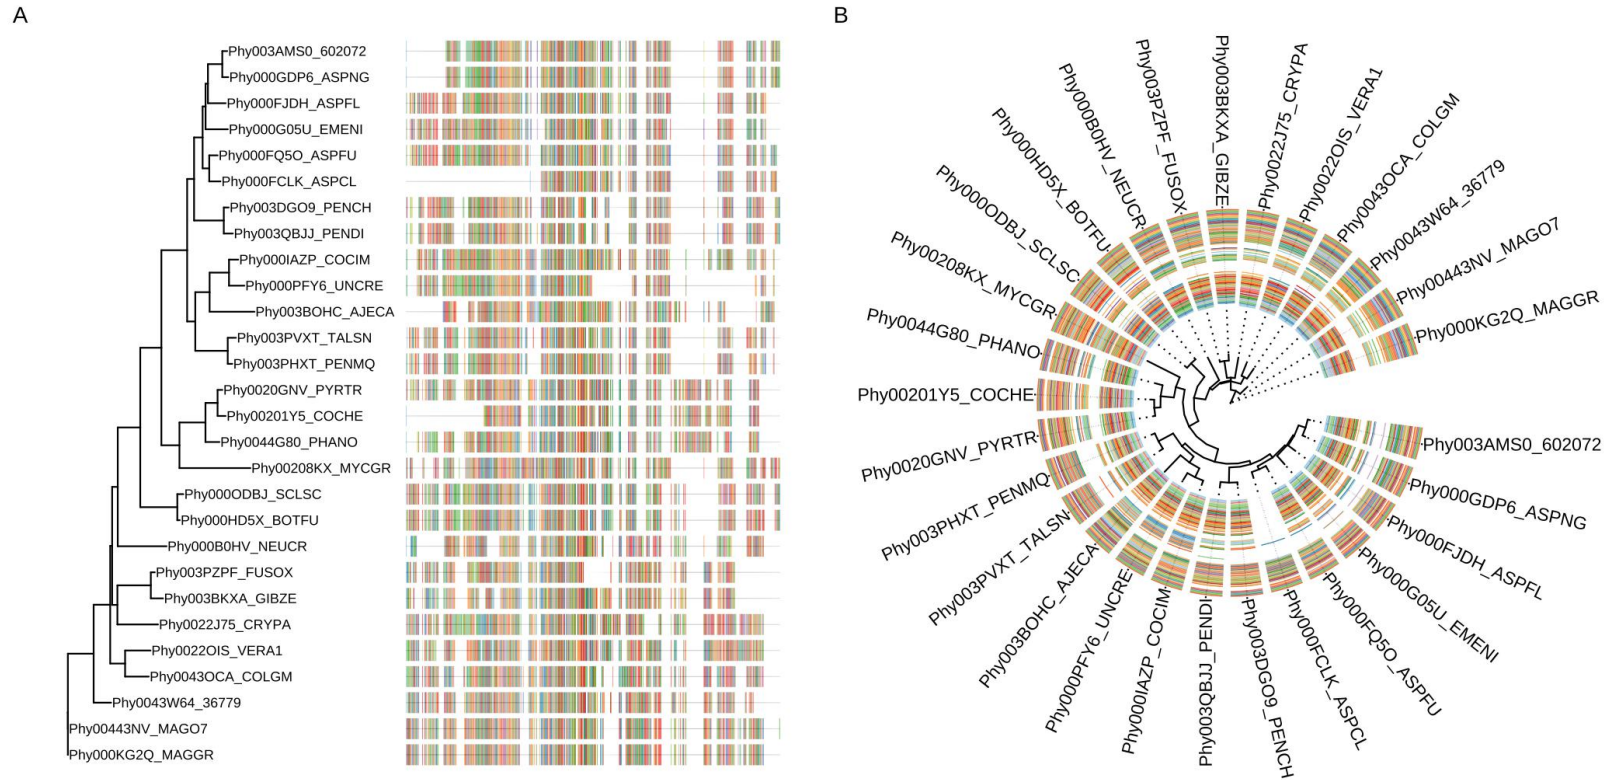 A
Phy003AMS0_602072
Phy000GDP6_ASPNG
Phy000FJDH_ASPFL
Phy000G05U_EMENI
Phy000FQ5O_ASPFU
Phy000FCLK_ASPCL
Phy003DGO9_PENCH
Phy003QBJJ_PENDI
Phy000IAZP_COCIM
Phy000PFY6_UNCRE
Phy003BOHC_AJECA
Phy003PVXT_TALSN
Phy003PHXT_PENMQ
Phy0020GNV_PYRTR
Phy00201Y5_COCHE
Phy0044G80_PHANO
Phy00208KX_MYCGR
Phy000ODBJ_SCLSC
Phy000HD5X_BOTFU
Phy000B0HV_NEUCR
Phy003PZPF_FUSOX
Phy003BKXA_GIBZE
Phy0022J75_CRYPA
Phy0022OIS_VERA1
Phy0043OCA_COLGM
Phy0043W64_36779
Phy00443NV_MAGO7
Phy000KG2Q_MAGGR
B
Phy003AMS0_602072
Phy000GDP6_ASPNG
Phy000FJDH_ASPFL
Phy000G05U_EMENI
Phy000FQ5O_ASPFU
Phy000FCLK_ASPCL
Phy003DGO9_PENCH
Phy003QBJJ_PENDI
Phy000IAZP_COCIM
Phy000PFY6_UNCRE
Phy003BOHC_AJECA
Phy003PVXT_TALSN
Phy003PHXT_PENMQ
Phy0020GNV_PYRTR
Phy00201Y5_COCHE
Phy0044G80_PHANO
Phy00208KX_MYCGR
Phy000ODBJ_SCLSC
Phy000HD5X_BOTFU
Phy000B0HV_NEUCR
Phy003PZPF_FUSOX
Phy003BKXA_GIBZE
Phy0022J75_CRYPA
Phy0022OIS_VERA1
Phy0043OCA_COLGM
Phy0043W64_36779
Phy00443NV_MAGO7
Phy000KG2Q_MAGGR